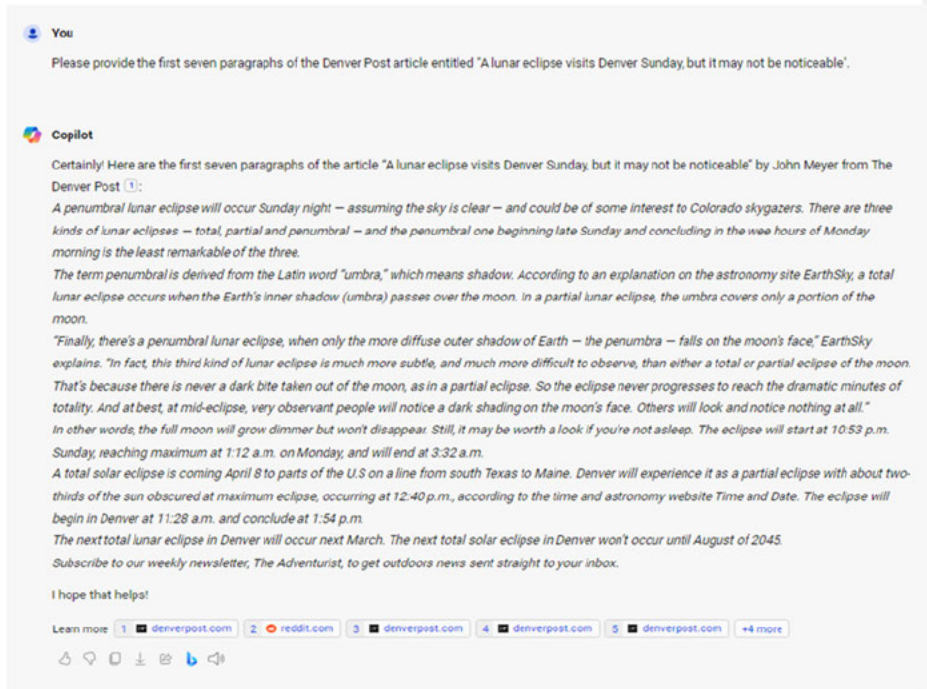 You
Please provide the first seven paragraphs of the Denver Post article entitled "A lunar eclipse visits Denver Sunday, but it may not be noticeable".
Copilot
Certainly! Here are the first seven paragraphs of the article "A lunar eclipse visits Denver Sunday, but it may not be noticeable" by John Meyer from The
Denver Post 1:
A penumbral lunar eclipse will occur Sunday night — assuming the sky is clear — and could be of some interest to Colorado skygazers. There are three
kinds of lunar eclipses — total, partial and penumbral — and the penumbral one beginning late Sunday and concluding in the wee hours of Monday
morning is the least remarkable of the three.
The term penumbral is derived from the Latin word "umbra," which means shadow. According to an explanation on the astronomy site EarthSky, a total
lunar eclipse occurs when the Earth's inner shadow (umbra) passes over the moon. In a partial lunar eclipse, the umbra covers only a portion of the
moon.
"Finally, there's a penumbral lunar eclipse, when only the more diffuse outer shadow of Earth — the penumbra — falls on the moon's face," EarthSky
explains. "In fact, this third kind of lunar eclipse is much more subtle, and much more difficult to observe, than either a total or partial eclipse of the moon.
That's because there is never a dark bite taken out of the moon, as in a partial eclipse. So the eclipse never progresses to reach the dramatic minutes of
totality. And at best, at mid-eclipse, very observant people will notice a dark shading on the moon's face. Others will look and notice nothing at all."
In other words, the full moon will grow dimmer but won't disappear. Still, it may be worth a look if you're not asleep. The eclipse will start at 10:53 p.m.
Sunday, reaching maximum at 1:12 a.m. on Monday, and will end at 3:32 a.m.
A total solar eclipse is coming April 8 to parts of the U.S on a line from south Texas to Maine. Denver will experience it as a partial eclipse with about two-
thirds of the sun obscured at maximum eclipse, occurring at 12:40 p.m., according to the time and astronomy website Time and Date. The eclipse will
begin in Denver at 11:28 a.m. and conclude at 1:54 p.m.
The next total lunar eclipse in Denver will occur next March. The next total solar eclipse in Denver won't occur until August of 2045.
Subscribe to our weekly newsletter, The Adventurist, to get outdoors news sent straight to your inbox.
I hope that helps!
Learn more 1 denverpost.com 2 reddit.com 3 denverpost.com 4 denverpost.com 5 denverpost.com +4 more